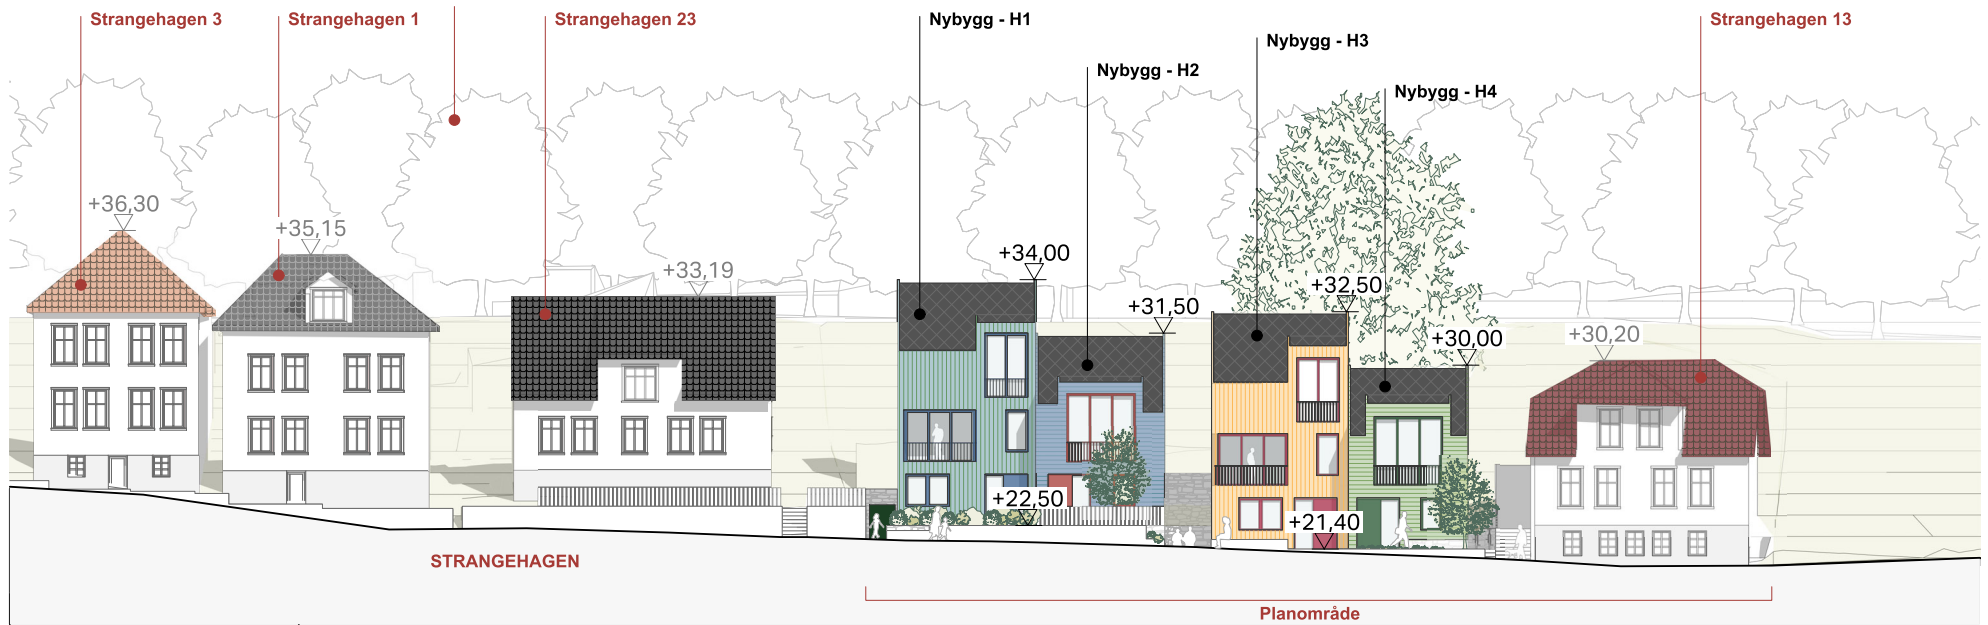 Strangehagen 3
Strangehagen 1
Strangehagen 23
Nybygg - H1
Nybygg - H2
Nybygg - H3
Nybygg - H4
Strangehagen 13
+36,30
+35,15
+33,19
+34,00
+31,50
+32,50
+30,00
+30,20
+22,50
+21,40
STRANGEHAGEN
Planområde